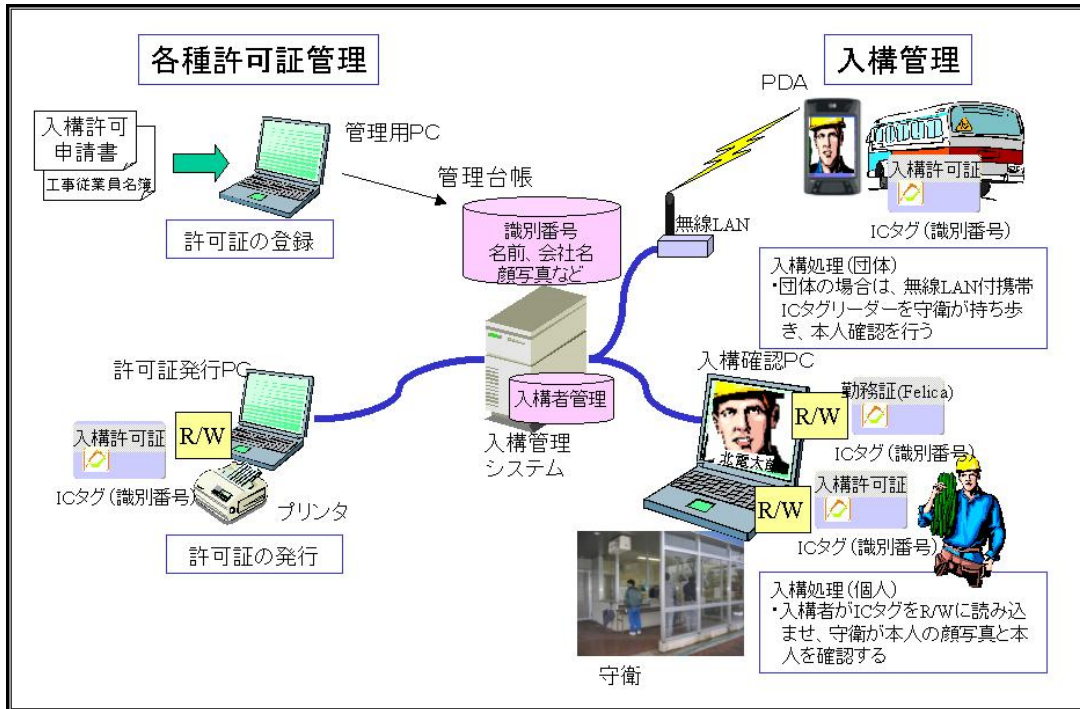 各種許可証管理
入構許可
申請書
工事従業員名簿
管理用PC
許可証の登録
管理台帳
識別番号
名前、会社名
顔写真など
許可証発行PC
入構許可証
R/W
ICタグ(識別番号)
プリンタ
許可証の発行
入構者管理
入構管理
システム
入構管理
PDA
無線LAN
入構許可証
ICタグ(識別番号)
入構処理(団体)
・団体の場合は、無線LAN付携帯
ICタグリーダーを守衛が持ち歩
き、本人確認を行う
入構確認PC
北電太郎
R/W
勤務証(Felica)
ICタグ(識別番号)
R/W
入構許可証
ICタグ(識別番号)
守衛
入構処理(個人)
・入構者がICタグをR/Wに読み込
ませ、守衛が本人の顔写真と本
人を確認する